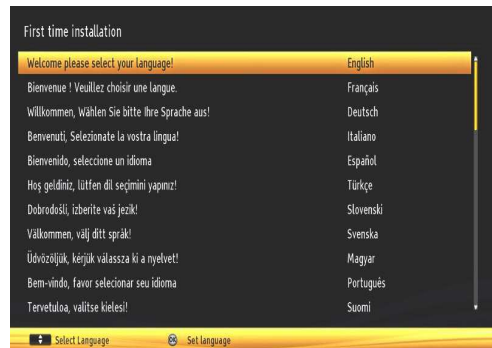 First time installation
Welcome please select your language! English
Bienvenue ! Veuillez choisir une langue. Français
Willkommen, Wählen Sie bitte Ihre Sprache aus! Deutsch
Benvenuti, Selezionate la vostra lingua! Italiano
Bienvenido, seleccione un idioma Español
Hoş geldiniz, lütfen dil seçimini yapınız! Türkçe
Dobrodošli, izberite vaš jezik! Slovenski
Välkommen, välj ditt språk! Svenska
Üdvözöljük, kérjük válassza ki a nyelvet! Magyar
Bem-vindo, favor selecionar seu idioma Português
Tervetuloa, valitse kielesi! Suomi
Select Language OK Set language